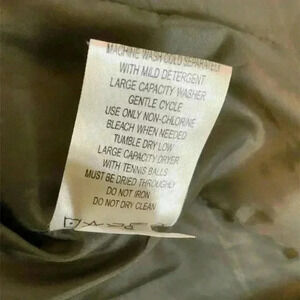 MACHINE WASH COLD SEPARATELY
WITH MILD DETERGENT
LARGE CAPACITY WASHER
GENTLE CYCLE
USE ONLY NON-CHLORINE
BLEACH WHEN NEEDED
TUMBLE DRY LOW
LARGE CAPACITY DRYER
WITH TENNIS BALLS
MUST BE DRIED THROUGHLY
DO NOT IRON
DO NOT DRY CLEAN